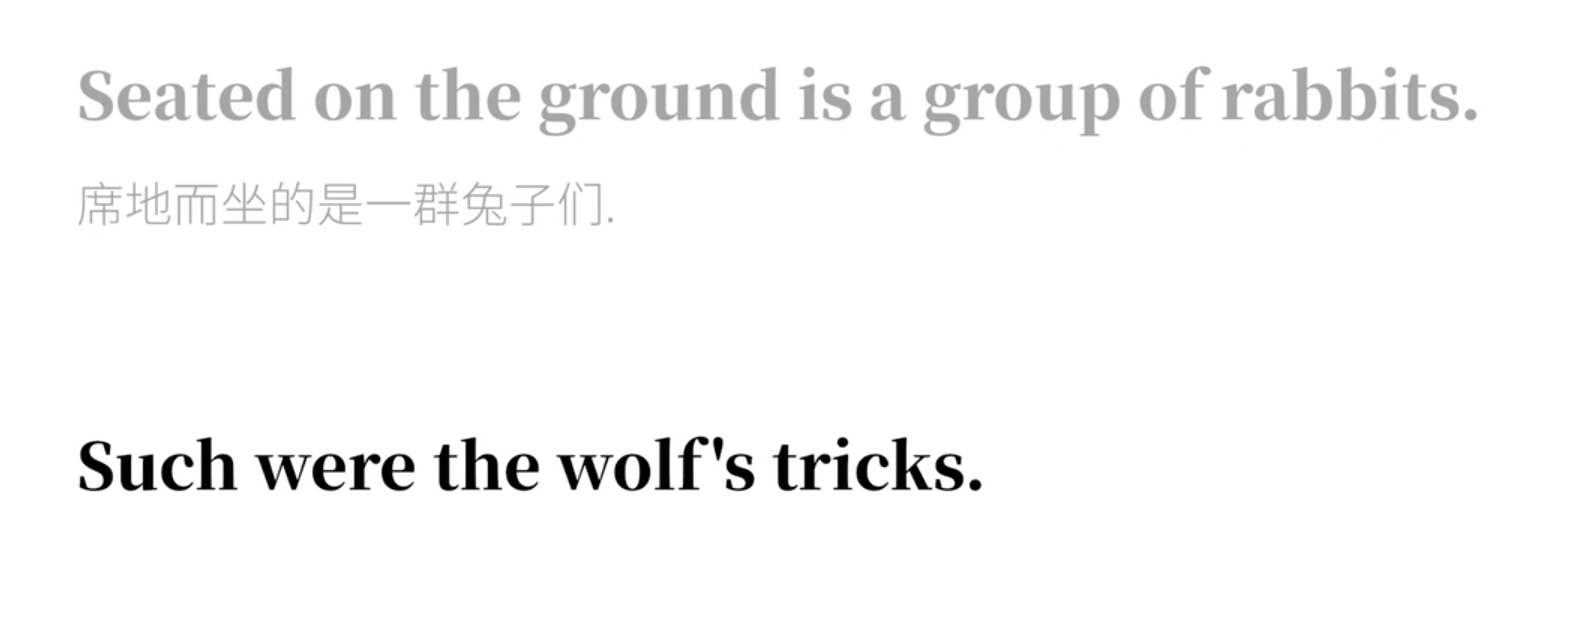 Seated on the ground is a group of rabbits.
席地而坐的是一群兔子们.
Such were the wolf's tricks.